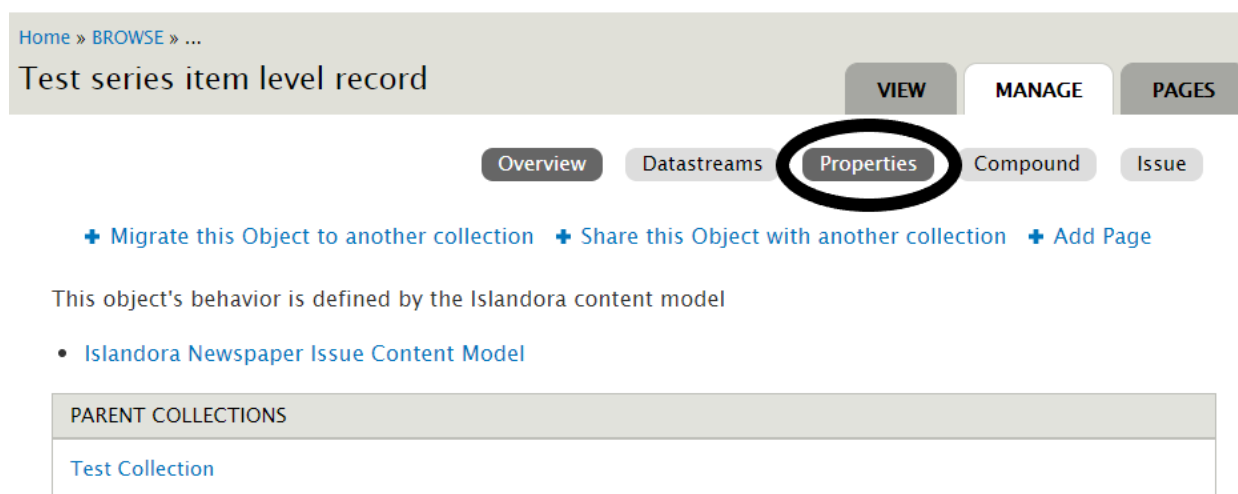 Home » BROWSE » ...
Test series item level record
VIEW MANAGE PAGES
Overview Datastreams Properties Compound Issue
+ Migrate this Object to another collection + Share this Object with another collection + Add Page
This object's behavior is defined by the Islandora content model
• Islandora Newspaper Issue Content Model
PARENT COLLECTIONS
Test Collection